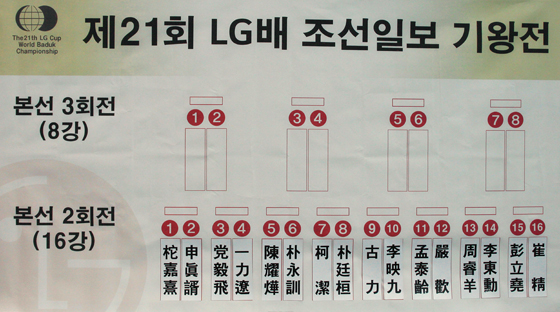 The 21th LG Cup
World Baduk
Championship
제21회 LG배 조선일보 기왕전
본선 3회전
(8강)
1 2 3 4 5 6 7 8
본선 2회전
(16강)
1 2 3 4 5 6 7 8 9 10 11 12 13 14 15 16
柁嘉熹
申眞諝
党毅飛
一力遼
陳耀燁
朴永訓
柯潔
朴廷桓
古力
李映九
孟泰齡
嚴歡
周睿羊
李東勳
彭立堯
崔精